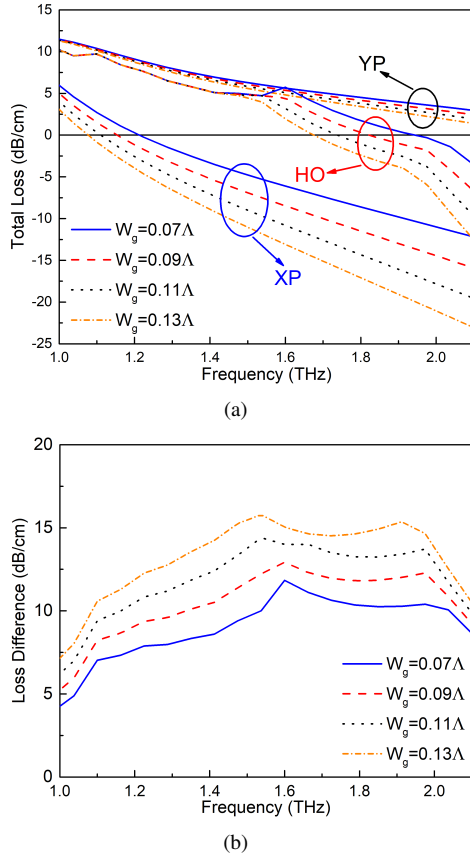 15
10
5
0
-5
-10
-15
-20
-25
Total Loss (dB/cm)
YP
HO
XP
W_g=0.07Λ
W_g=0.09Λ
W_g=0.11Λ
W_g=0.13Λ
1.0 1.2 1.4 1.6 1.8 2.0
Frequency (THz)
(a)
20
15
10
5
0
Loss Difference (dB/cm)
W_g=0.07Λ
W_g=0.09Λ
W_g=0.11Λ
W_g=0.13Λ
1.0 1.2 1.4 1.6 1.8 2.0
Frequency (THz)
(b)